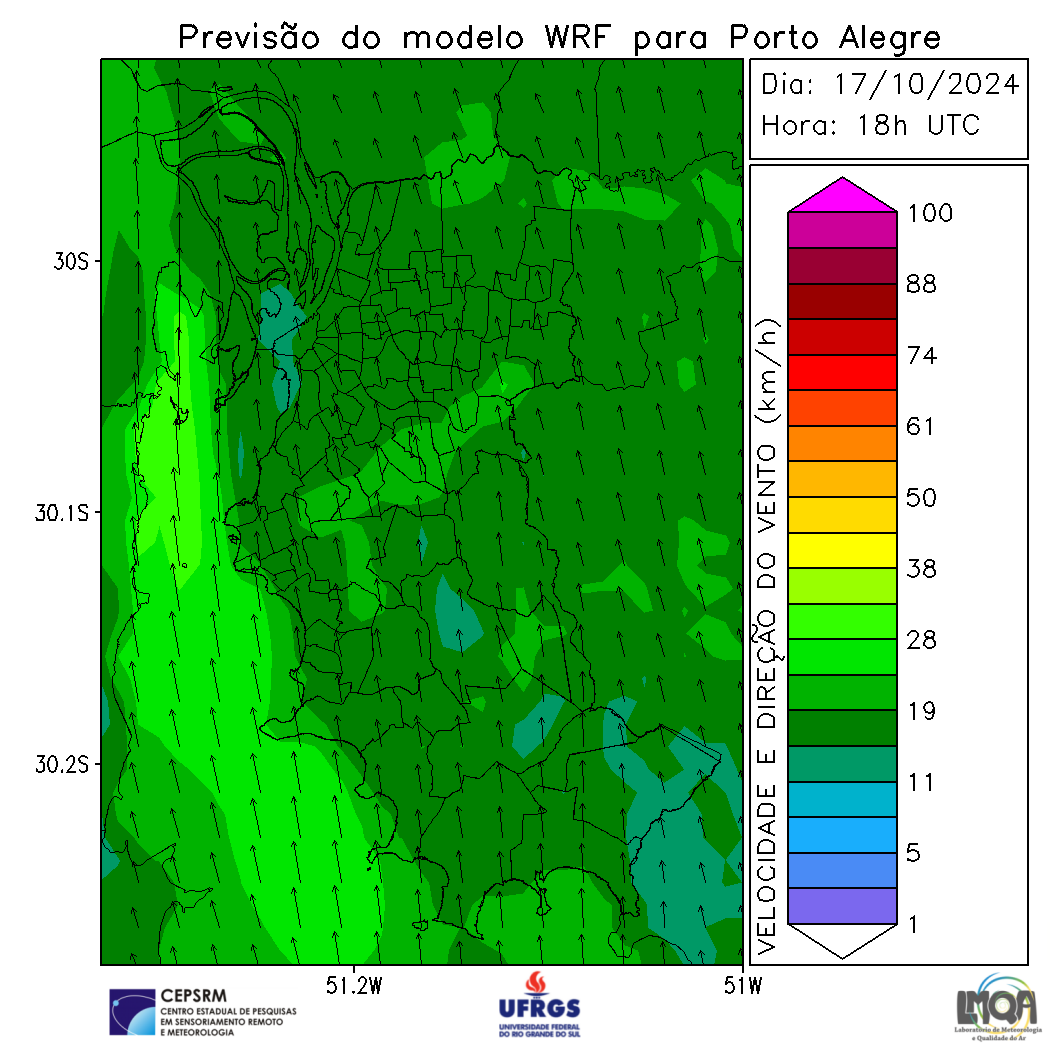 Previsão do modelo WRF para Porto Alegre
Dia: 17/10/2024
Hora: 18h UTC
30S
30.1S
30.2S
51.2W
51W
VELOCIDADE E DIREÇÃO DO VENTO (km/h)
100
88
74
61
50
38
28
19
11
5
1
CEPSRM
CENTRO ESTADUAL DE PESQUISAS
EM SENSORIAMENTO REMOTO
E METEOROLOGIA
UFRGS
UNIVERSIDADE FEDERAL
DO RIO GRANDE DO SUL
LMQA
Laboratório de Meteorologia
e Qualidade do Ar